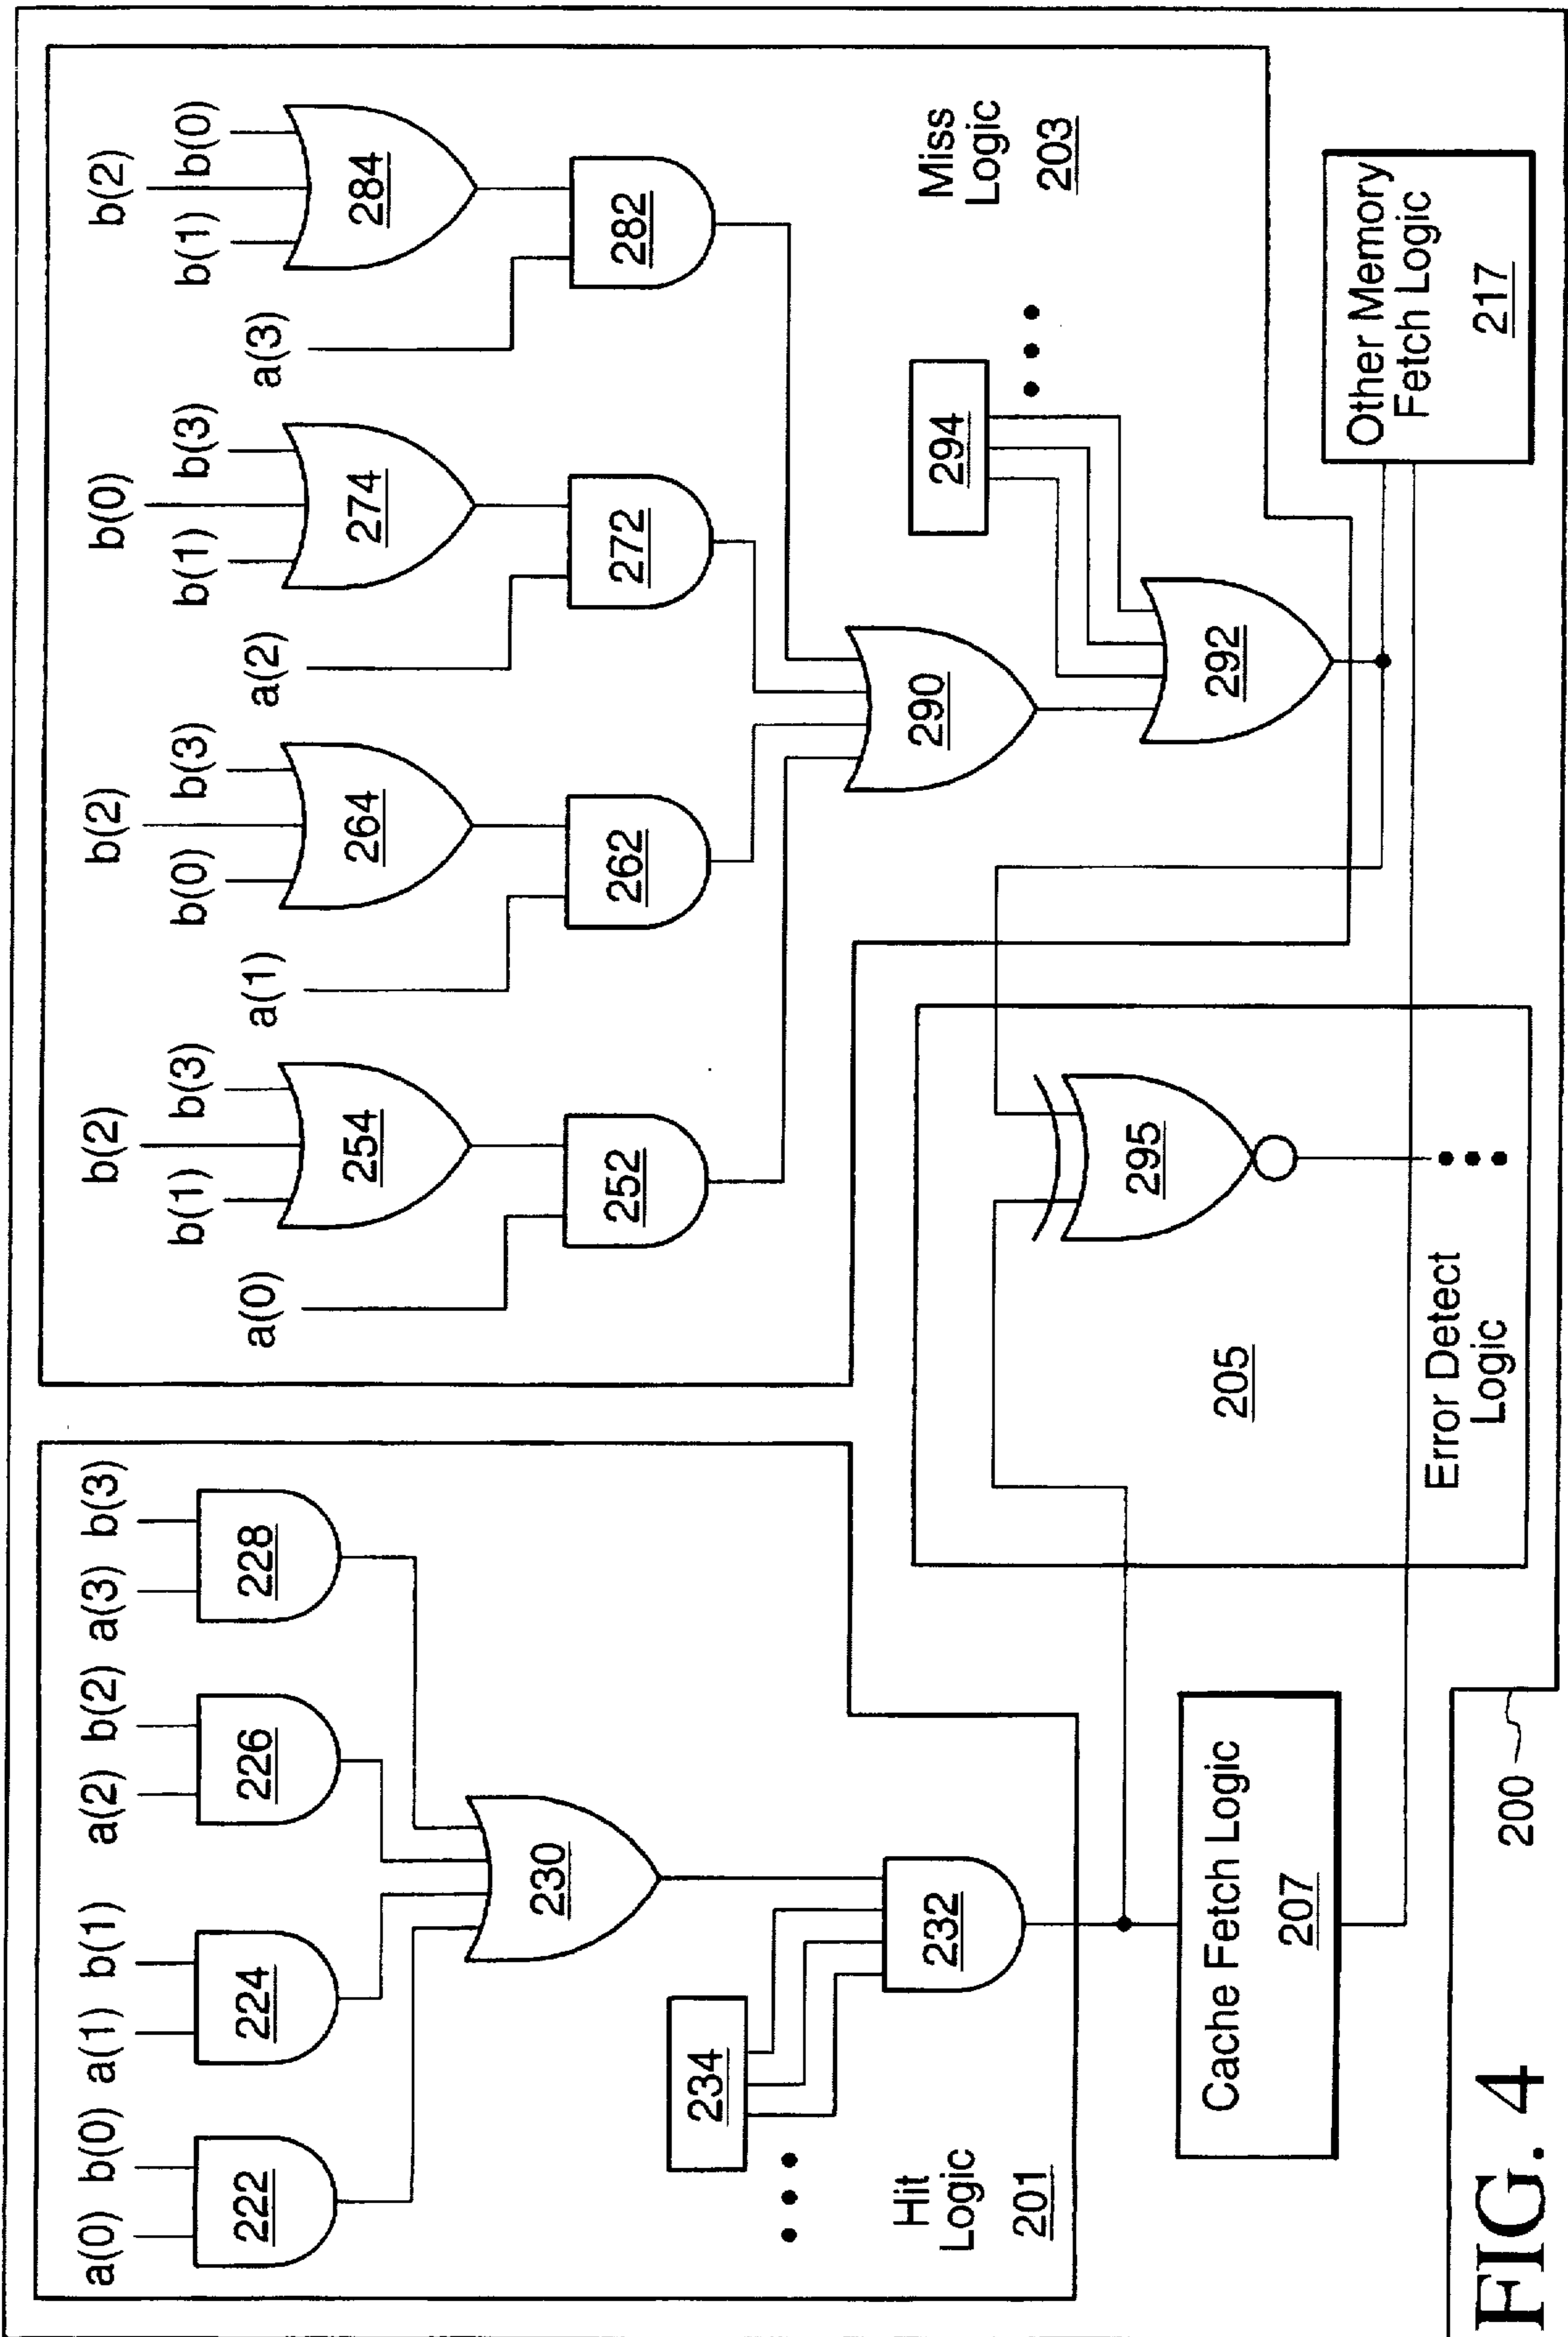 a(0) b(0) a(1) b(1) a(2) b(2) a(3) b(3)
222
224
226
228
230
234
232
Hit
Logic
201
b(2)
b(1) b(3)
254
a(0)
252
b(2)
b(0) b(3)
264
a(1)
262
b(0)
b(1) b(3)
274
a(2)
272
b(2)
b(1) b(0)
284
a(3)
282
290
294
292
Miss
Logic
203
295
205
Error Detect
Logic
Cache Fetch Logic
207
Other Memory
Fetch Logic
217
200
FIG. 4